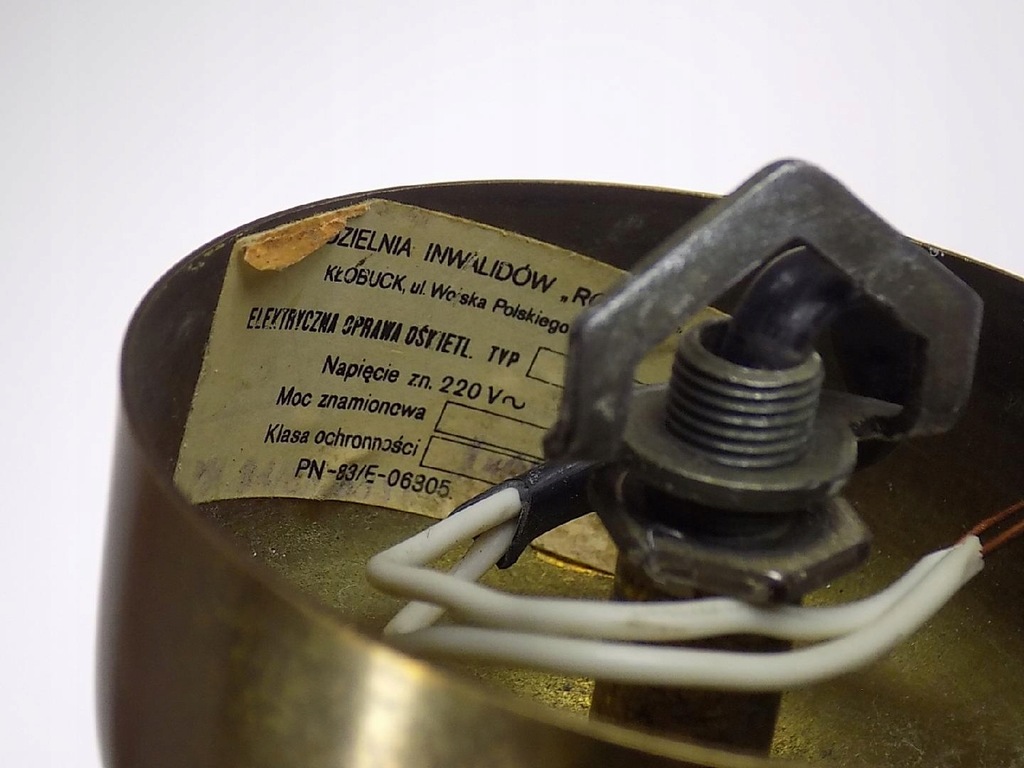 DZIELNIA INWALIDÓW „RO
KŁOBUCK, ul. Wojska Polskiego
ELEKTRYCZNA OPRAWA OŚWIETL. TYP
Napięcie zn. 220 V~
Moc znamionowa
Klasa ochronności
PN-83/E-06305.